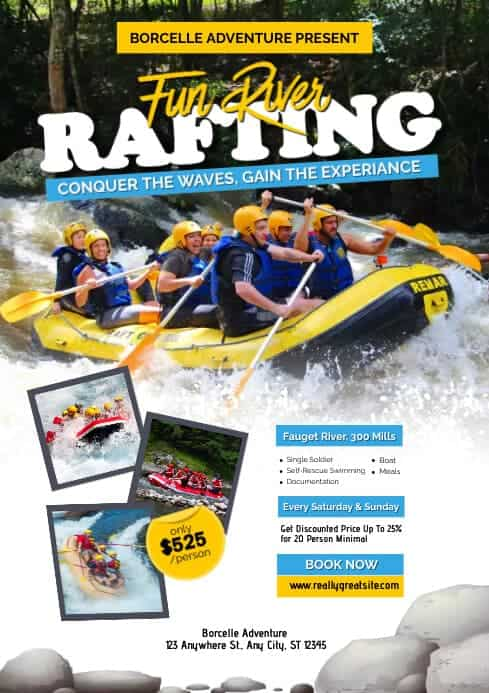 BORCELLE ADVENTURE PRESENT
Fun River
RAFTING
CONQUER THE WAVES, GAIN THE EXPERIANCE
REMAR
Fauget River. 300 Mills
• Single Soldier
• Self-Rescue Swimming
• Documentation
• Boat
• Meals
Every Saturday & Sunday
Get Discounted Price Up To 25%
for 20 Person Minimal
only
$525
/person
BOOK NOW
www.reallygreatsite.com
Borcelle Adventure
123 Anywhere St., Any City, ST 12345